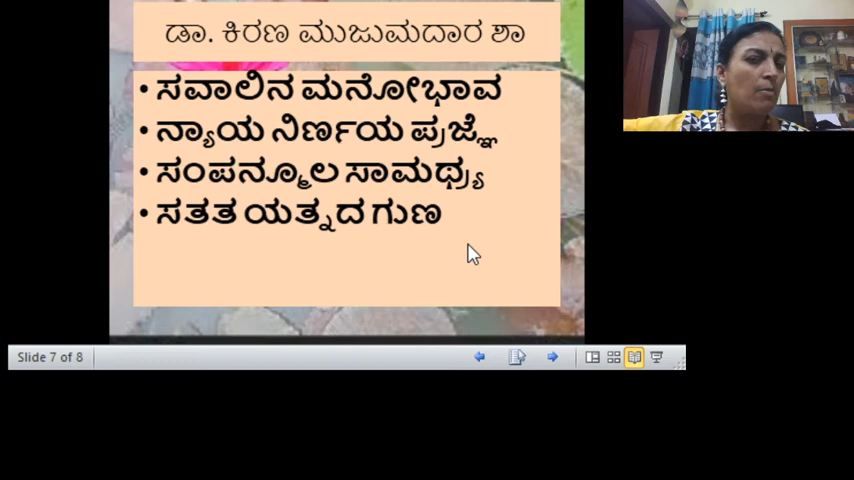 ಡಾ. ಕಿರಣ ಮುಜುಮದಾರ ಶಾ
• ಸವಾಲಿನ ಮನೋಭಾವ
• ನ್ಯಾಯ ನಿರ್ಣಯ ಪ್ರಜ್ಞೆ
• ಸಂಪನ್ಮೂಲ ಸಾಮರ್ಥ್ಯ
• ಸತತ ಯತ್ನದ ಗುಣ
Slide 7 of 8